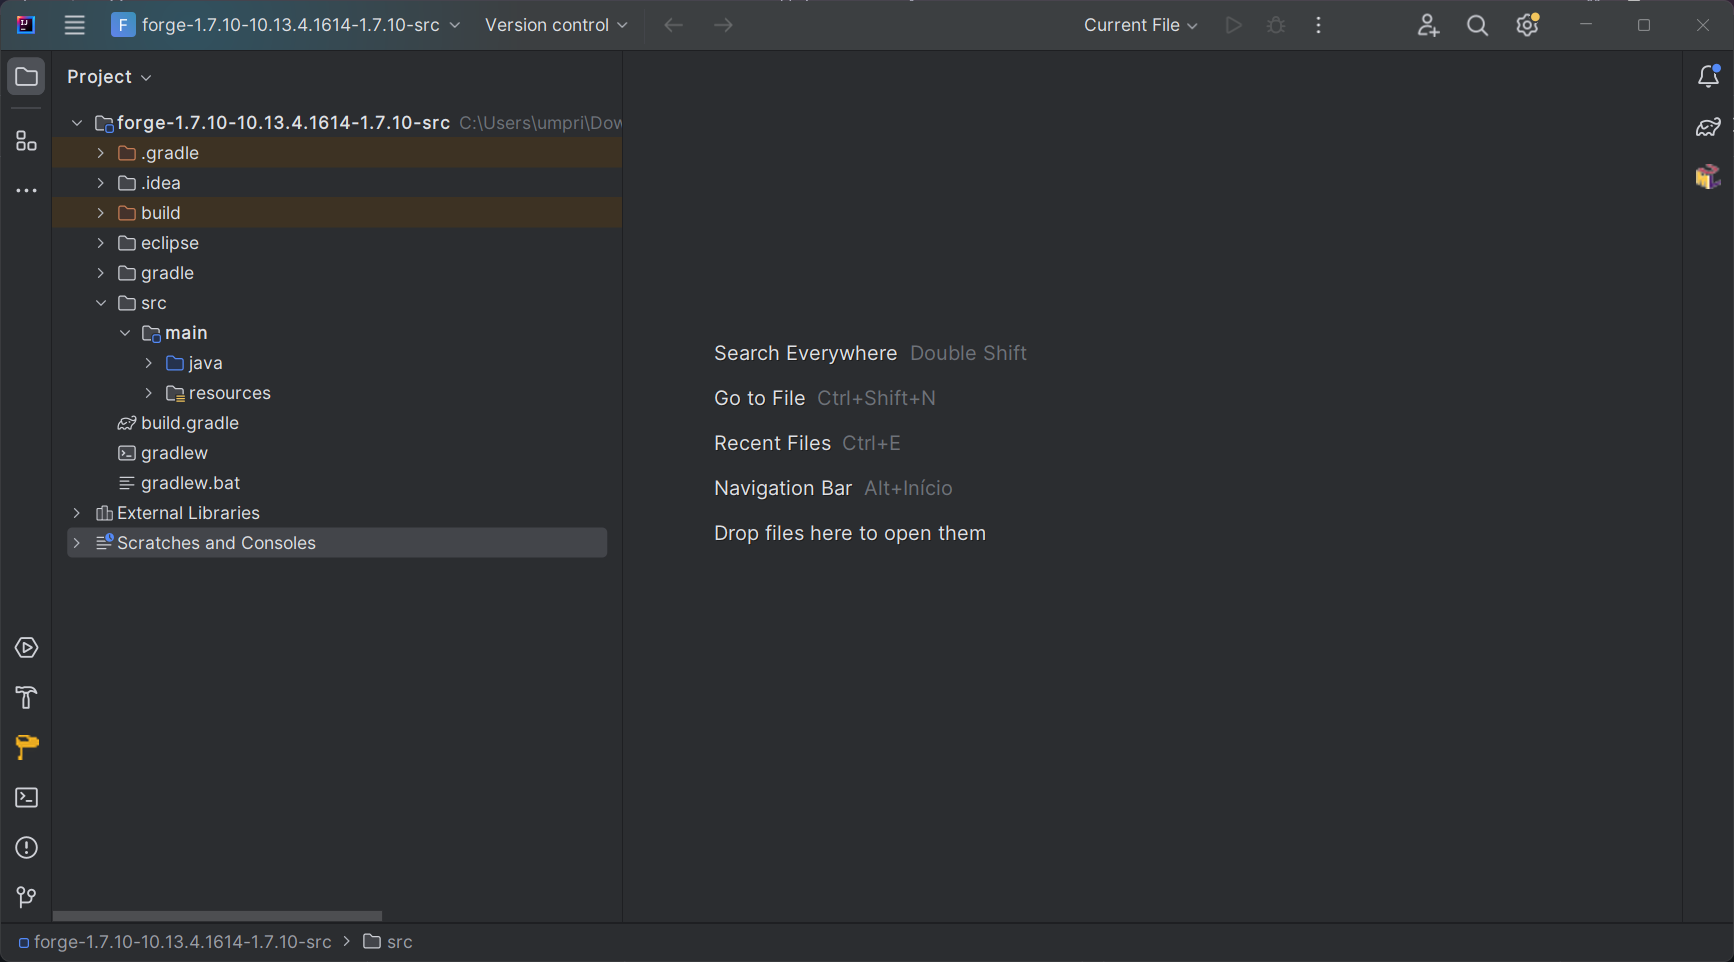 F forge-1.7.10-10.13.4.1614-1.7.10-src Version control Current File
Project
forge-1.7.10-10.13.4.1614-1.7.10-src C:\Users\umpri\Dow
.gradle
.idea
build
eclipse
gradle
src
main
java
resources
build.gradle
gradlew
gradlew.bat
External Libraries
Scratches and Consoles
Search Everywhere Double Shift
Go to File Ctrl+Shift+N
Recent Files Ctrl+E
Navigation Bar Alt+Início
Drop files here to open them
forge-1.7.10-10.13.4.1614-1.7.10-src > src